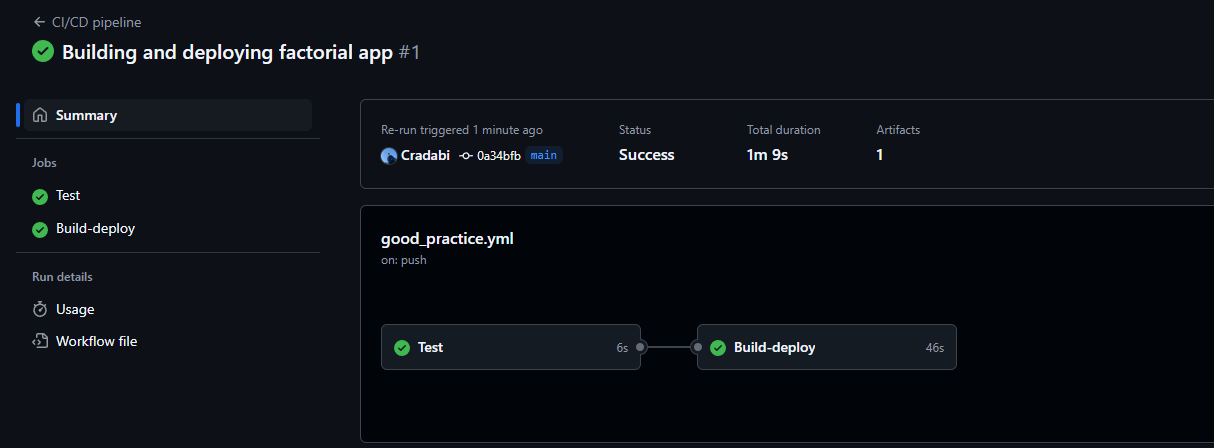 CI/CD pipeline
Building and deploying factorial app #1
Summary
Jobs
Test
Build-deploy
Run details
Usage
Workflow file
Re-run triggered 1 minute ago
Cradabi 0a34bfb main
Status
Success
Total duration
1m 9s
Artifacts
1
good_practice.yml
on: push
Test 6s
Build-deploy 46s